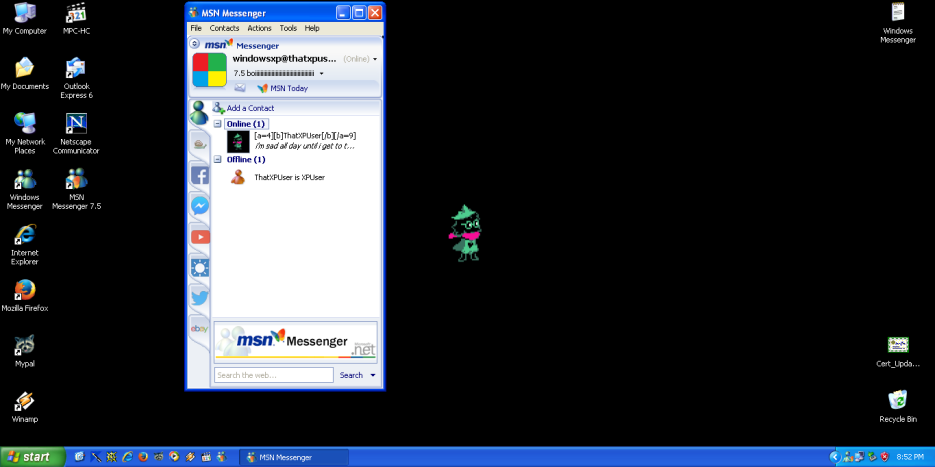 My Computer
MPC-HC
My Documents
Outlook
Express 6
My Network
Places
Netscape
Communicator
Windows
Messenger
MSN
Messenger 7.5
Internet
Explorer
Mozilla Firefox
Mypal
Winamp
MSN Messenger
File Contacts Actions Tools Help
msn Messenger
windowsxp@thatxpus... (Online)
MSN Today
Add a Contact
Online (1)
[a=4][b]ThatXPUser[/b][/a=9]
i'm sad all day until i get to t...
Offline (1)
ThatXPUser is XPUser
ebay
msn Messenger
Microsoft
.net
Search the web...
Search
Windows
Messenger
Cert_Upda...
Recycle Bin
start
MSN Messenger
8:52 PM